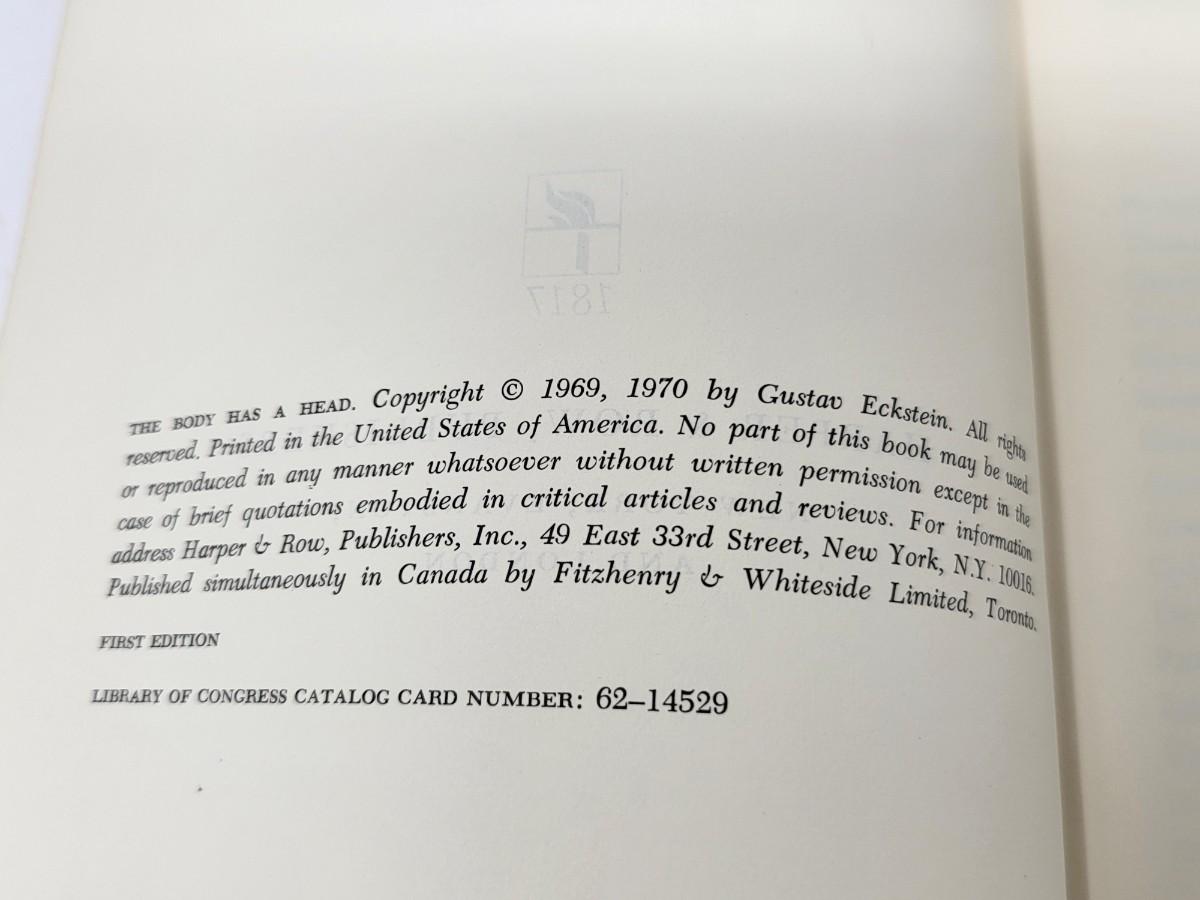 1817
THE BODY HAS A HEAD. Copyright © 1969, 1970 by Gustav Eckstein. All rights
reserved. Printed in the United States of America. No part of this book may be used
or reproduced in any manner whatsoever without written permission except in the
case of brief quotations embodied in critical articles and reviews. For information
address Harper & Row, Publishers, Inc., 49 East 33rd Street, New York, N.Y. 10016.
Published simultaneously in Canada by Fitzhenry & Whiteside Limited, Toronto.
FIRST EDITION
LIBRARY OF CONGRESS CATALOG CARD NUMBER: 62–14529